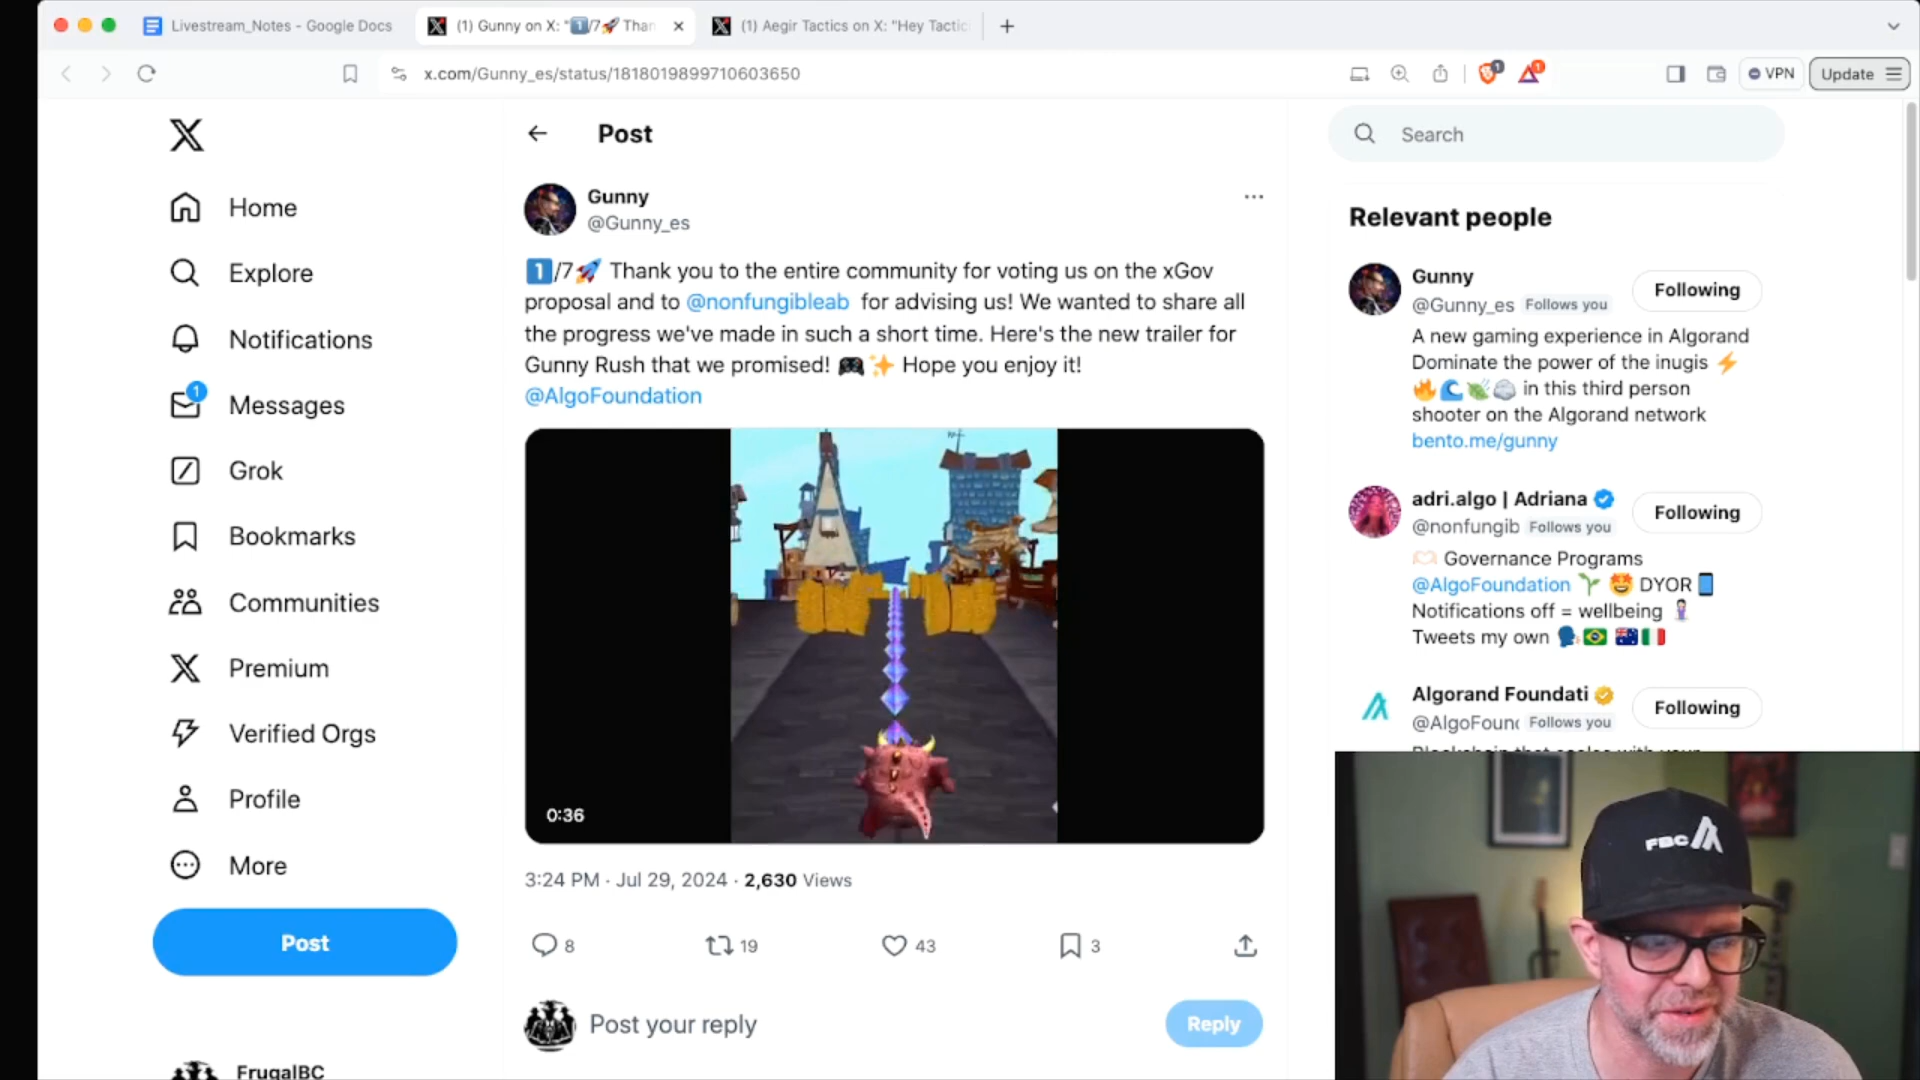 Livestream_Notes - Google Docs
(1) Gunny on X: "1️⃣/7🚀 Than
(1) Aegir Tactics on X: "Hey Tactic
x.com/Gunny_es/status/1818019899710603650
1
1
VPN
Update
Home
Explore
Notifications
1
Messages
Grok
Bookmarks
Communities
Premium
Verified Orgs
Profile
More
Post
FrugalBC
Post
Gunny
@Gunny_es
1️⃣/7🚀 Thank you to the entire community for voting us on the xGov
proposal and to @nonfungibleab for advising us! We wanted to share all
the progress we've made in such a short time. Here's the new trailer for
Gunny Rush that we promised! 🎮✨ Hope you enjoy it!
@AlgoFoundation
0:36
3:24 PM · Jul 29, 2024 · 2,630 Views
8
19
43
3
Post your reply
Reply
Search
Relevant people
Gunny
@Gunny_es Follows you
Following
A new gaming experience in Algorand
Dominate the power of the inugis ⚡
🔥🌊🍃🪨 in this third person
shooter on the Algorand network
bento.me/gunny
adri.algo | Adriana
@nonfungib Follows you
Following
🫶🏻 Governance Programs
@AlgoFoundation 🌱 🤩 DYOR📱
Notifications off = wellbeing 🧘🏻‍♀️
Tweets my own 🗣️🇧🇷 🇦🇺🇮🇹
Algorand Foundati
@AlgoFoun Follows you
Following
FBC